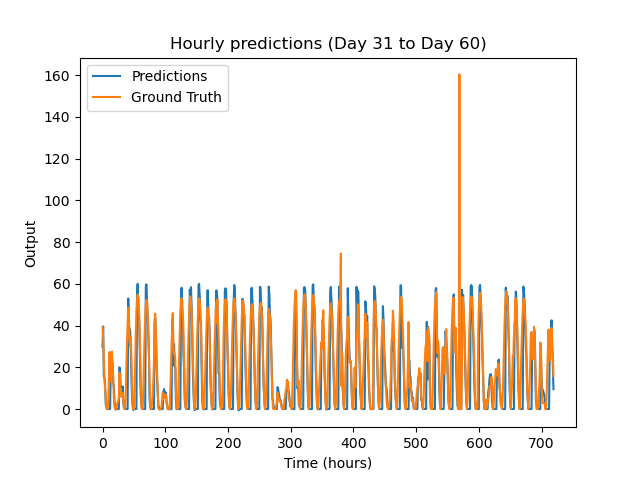 Hourly predictions (Day 31 to Day 60)
Predictions
Ground Truth
160
140
120
100
80
60
40
20
0
Output
0 100 200 300 400 500 600 700
Time (hours)